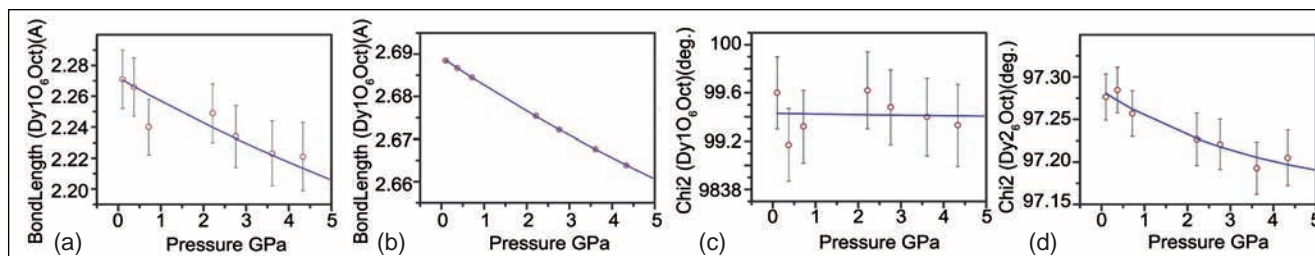 BondLength (Dy1O6Oct)(A)
2.28
2.26
2.24
2.22
2.20
0 1 2 3 4 5
Pressure GPa
(a)
BondLength (Dy1O6Oct)(A)
2.69
2.68
2.67
2.66
0 1 2 3 4 5
Pressure GPa
(b)
Chi2 (Dy1O6Oct)(deg.)
100
99.6
99.2
9838
0 1 2 3 4 5
Pressure GPa
(c)
Chi2 (Dy2_6Oct)(deg.)
97.30
97.25
97.20
97.15
0 1 2 3 4 5
Pressure GPa
(d)